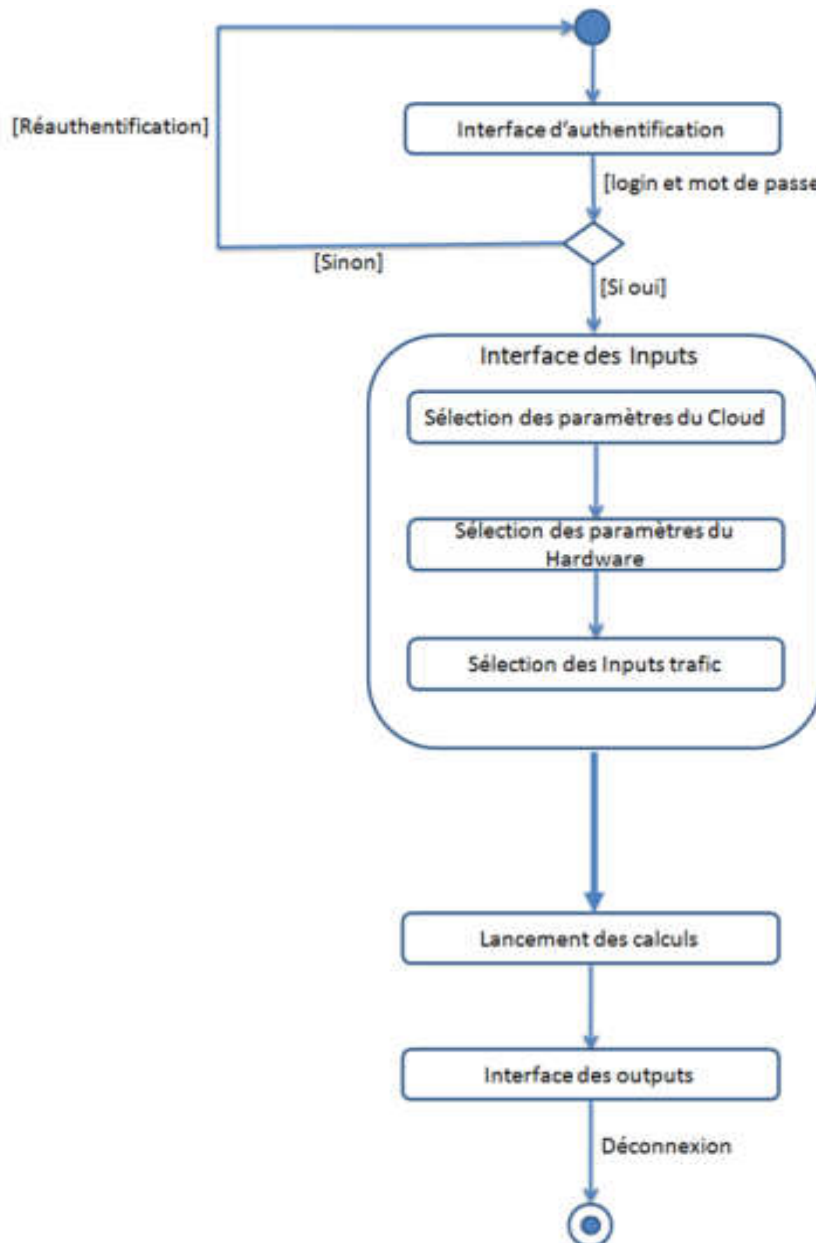 Interface d'authentification
[Réauthentification]
[login et mot de passe
[Sinon]
[Si oui]
Interface des Inputs
Sélection des paramètres du Cloud
Sélection des paramètres du
Hardware
Sélection des Inputs trafic
Lancement des calculs
Interface des outputs
Déconnexion